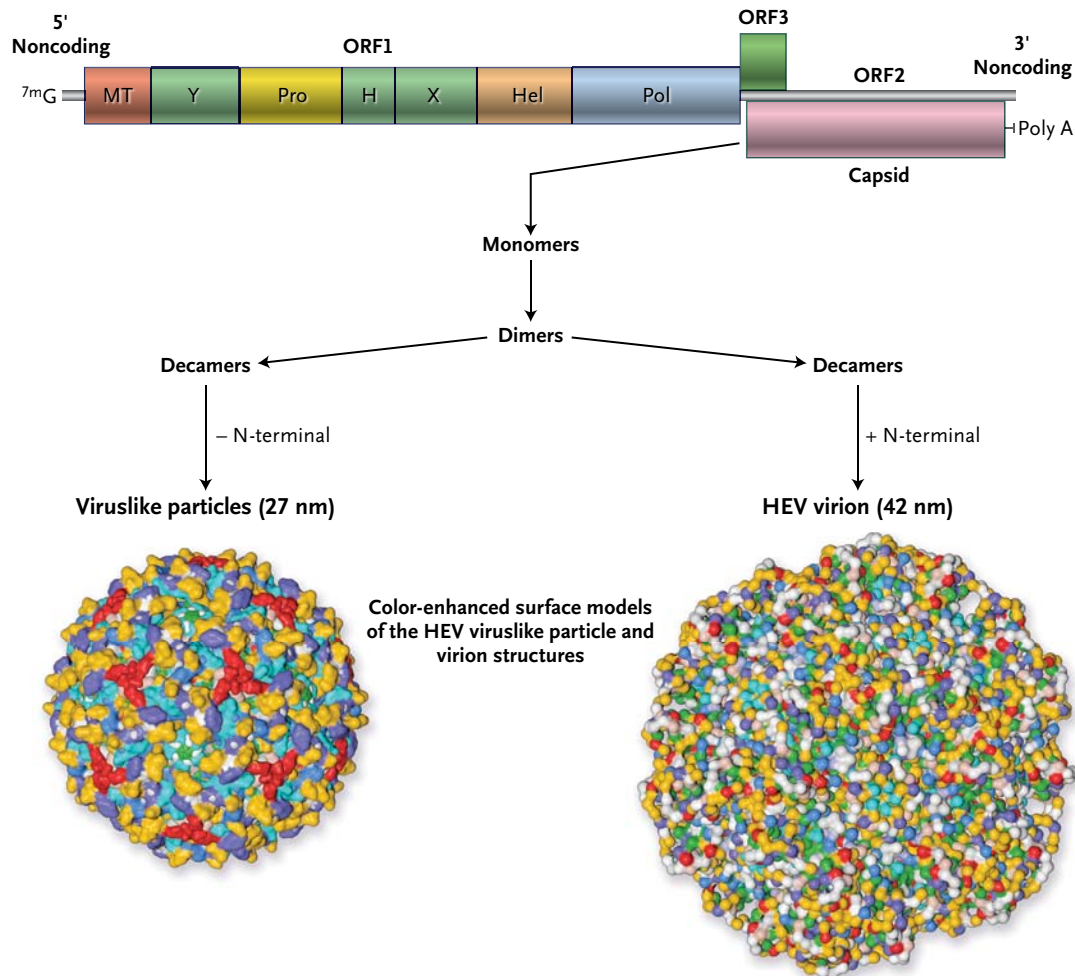 5'
Noncoding
ORF1
ORF3
ORF2
3'
Noncoding
7mG
MT
Y
Pro
H
X
Hel
Pol
Poly A
Capsid
Monomers
Dimers
Decamers
Decamers
– N-terminal
+ N-terminal
Viruslike particles (27 nm)
HEV virion (42 nm)
Color-enhanced surface models
of the HEV viruslike particle and
virion structures